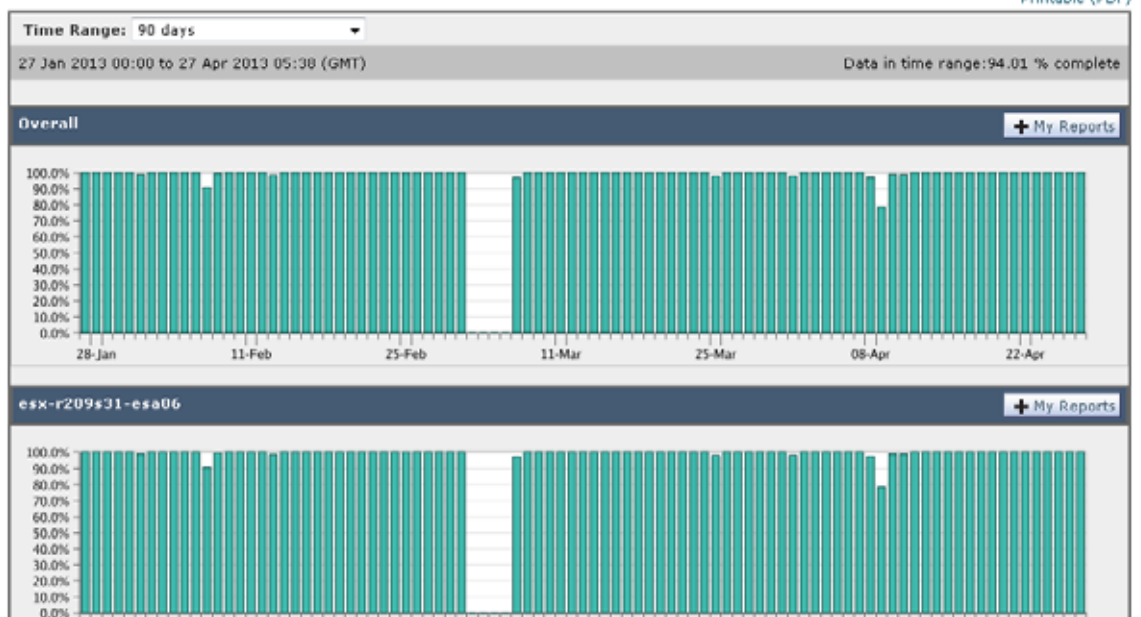 Printable (PDF)
Time Range: 90 days
27 Jan 2013 00:00 to 27 Apr 2013 05:38 (GMT)
Data in time range:94.01 % complete
Overall
My Reports
100.0%
90.0%
80.0%
70.0%
60.0%
50.0%
40.0%
30.0%
20.0%
10.0%
0.0%
28-Jan 11-Feb 25-Feb 11-Mar 25-Mar 08-Apr 22-Apr
esx-r209s31-esa06
My Reports
100.0%
90.0%
80.0%
70.0%
60.0%
50.0%
40.0%
30.0%
20.0%
10.0%
0.0%